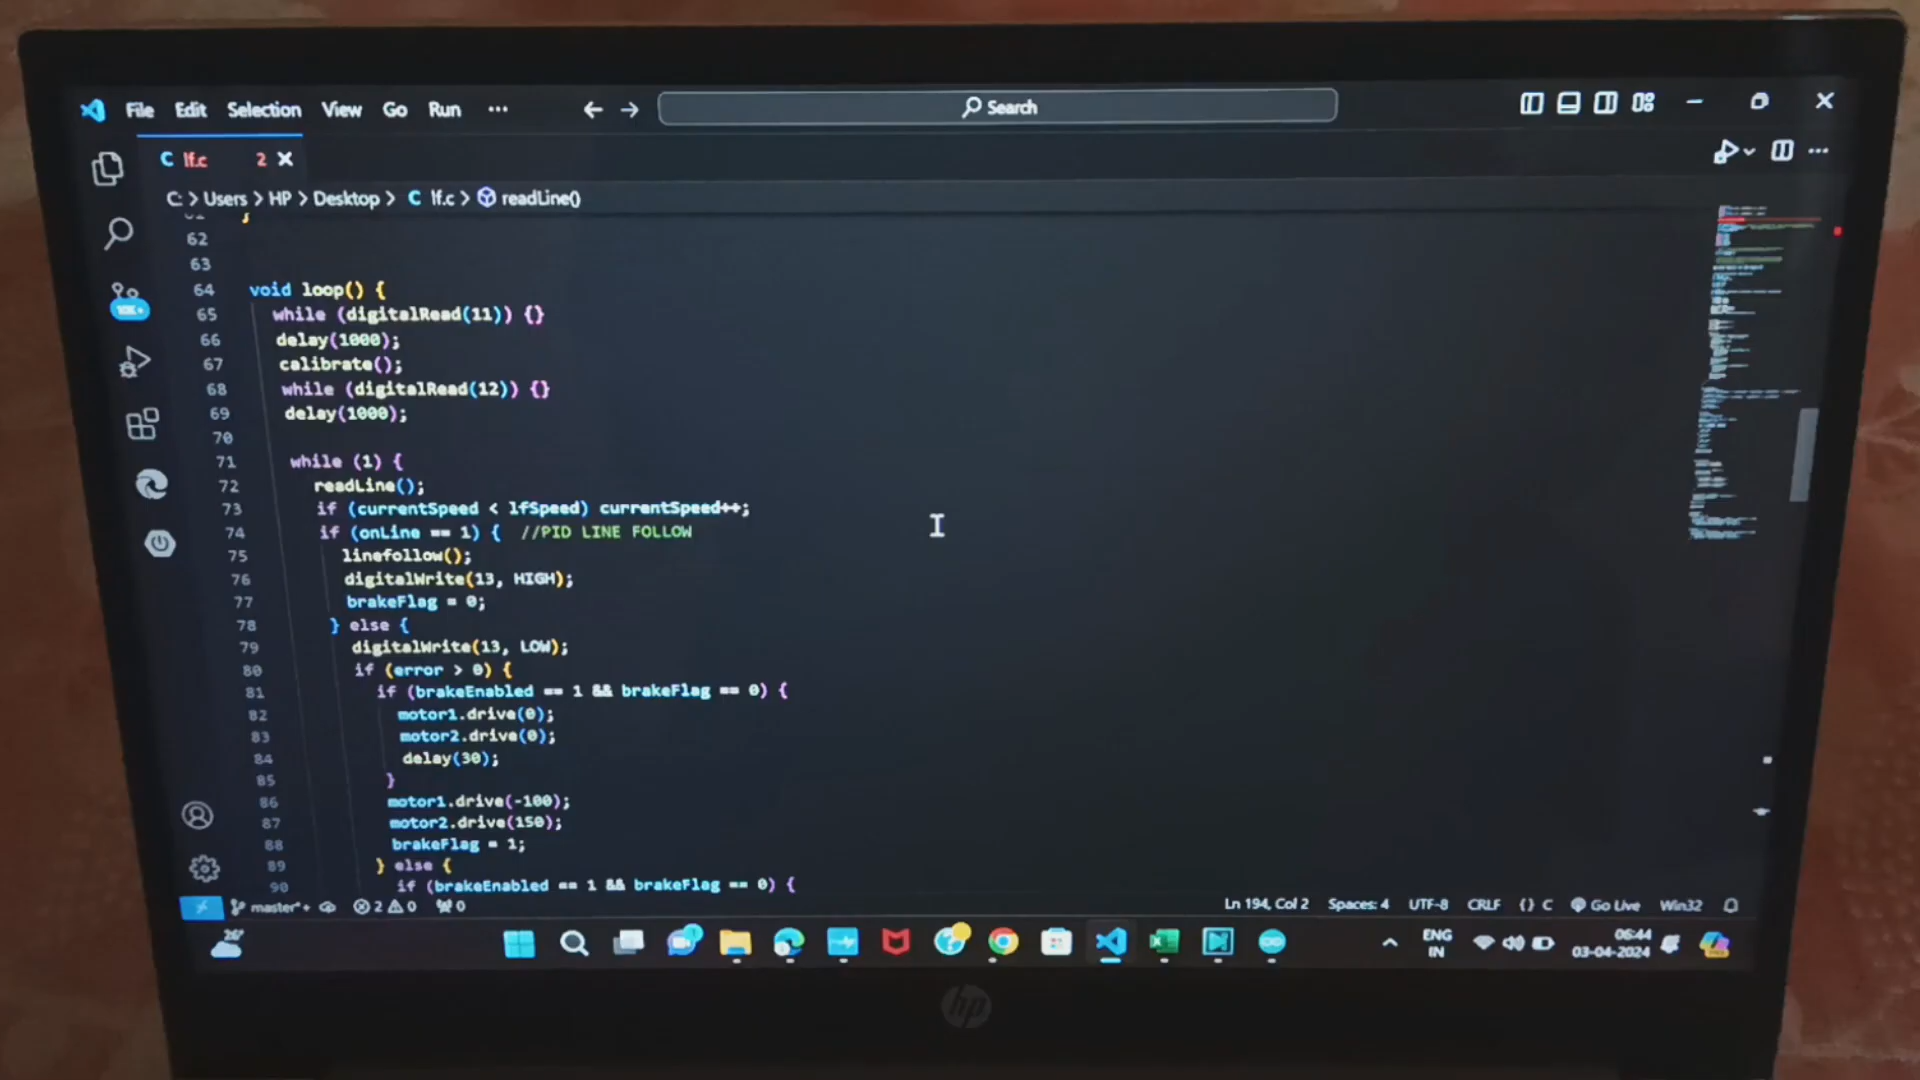 File Edit Selection View Go Run ...
Search
C lf.c 2
C: > Users > HP > Desktop > C lf.c > readLine()
62
63
64 void loop() {
65 while (digitalRead(11)) {}
66 delay(1000);
67 calibrate();
68 while (digitalRead(12)) {}
69 delay(1000);
70
71 while (1) {
72 readLine();
73 if (currentSpeed < lfSpeed) currentSpeed++;
74 if (onLine == 1) { //PID LINE FOLLOW
75 linefollow();
76 digitalWrite(13, HIGH);
77 brakeFlag = 0;
78 } else {
79 digitalWrite(13, LOW);
80 if (error > 0) {
81 if (brakeEnabled == 1 && brakeFlag == 0) {
82 motor1.drive(0);
83 motor2.drive(0);
84 delay(30);
85 }
86 motor1.drive(-100);
87 motor2.drive(150);
88 brakeFlag = 1;
89 } else {
90 if (brakeEnabled == 1 && brakeFlag == 0) {
10K+
master*+ 2 0 0
Ln 194, Col 2 Spaces: 4 UTF-8 CRLF {} C Go Live Win32
26°
ENG
IN
06:44
03-04-2024
hp